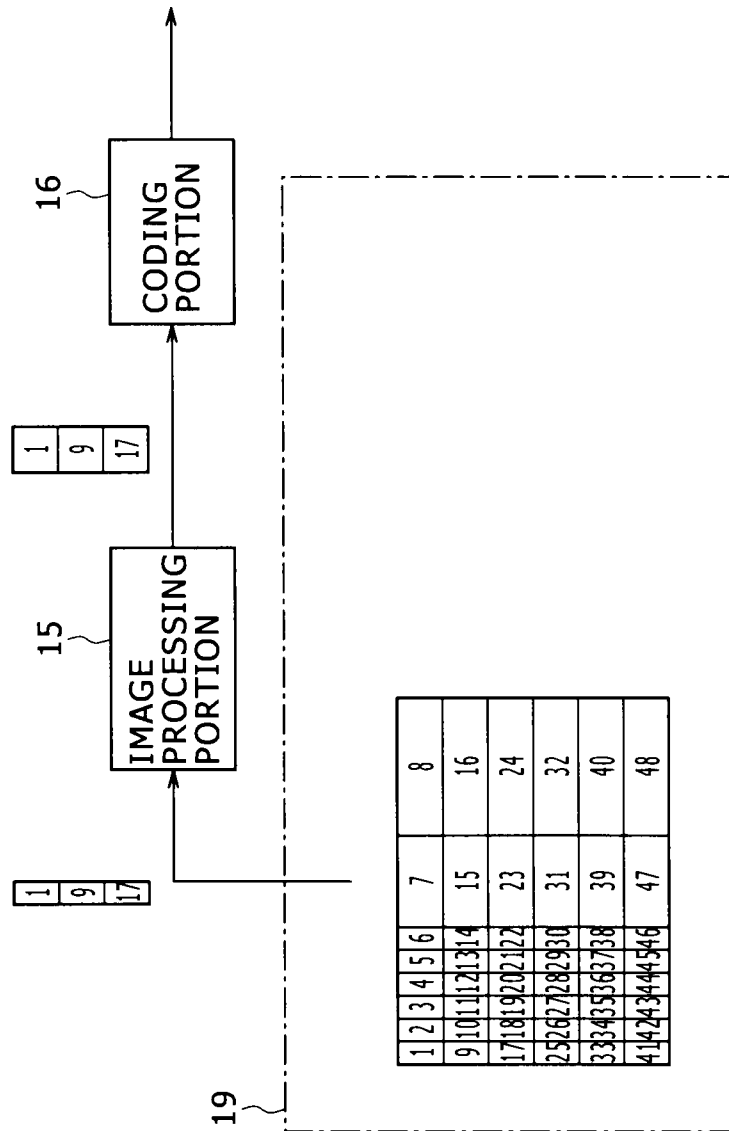 16
15
1
9
17
1
9
17
IMAGE
PROCESSING
PORTION
CODING
PORTION
19
1 2 3 4 5 6 7 8
9 10 11 12 13 14 15 16
17 18 19 20 21 22 23 24
25 26 27 28 29 30 31 32
33 34 35 36 37 38 39 40
41 42 43 44 45 46 47 48